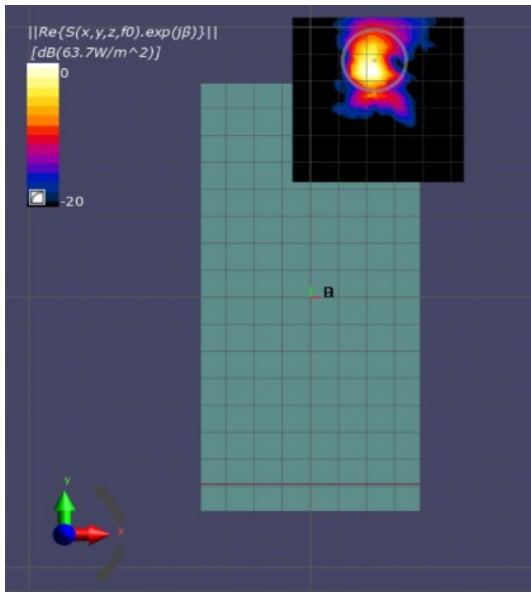 ||Re{S(x,y,z,f0).exp(jβ)}||
[dB(63.7W/m^2)]
0
-20
y
x